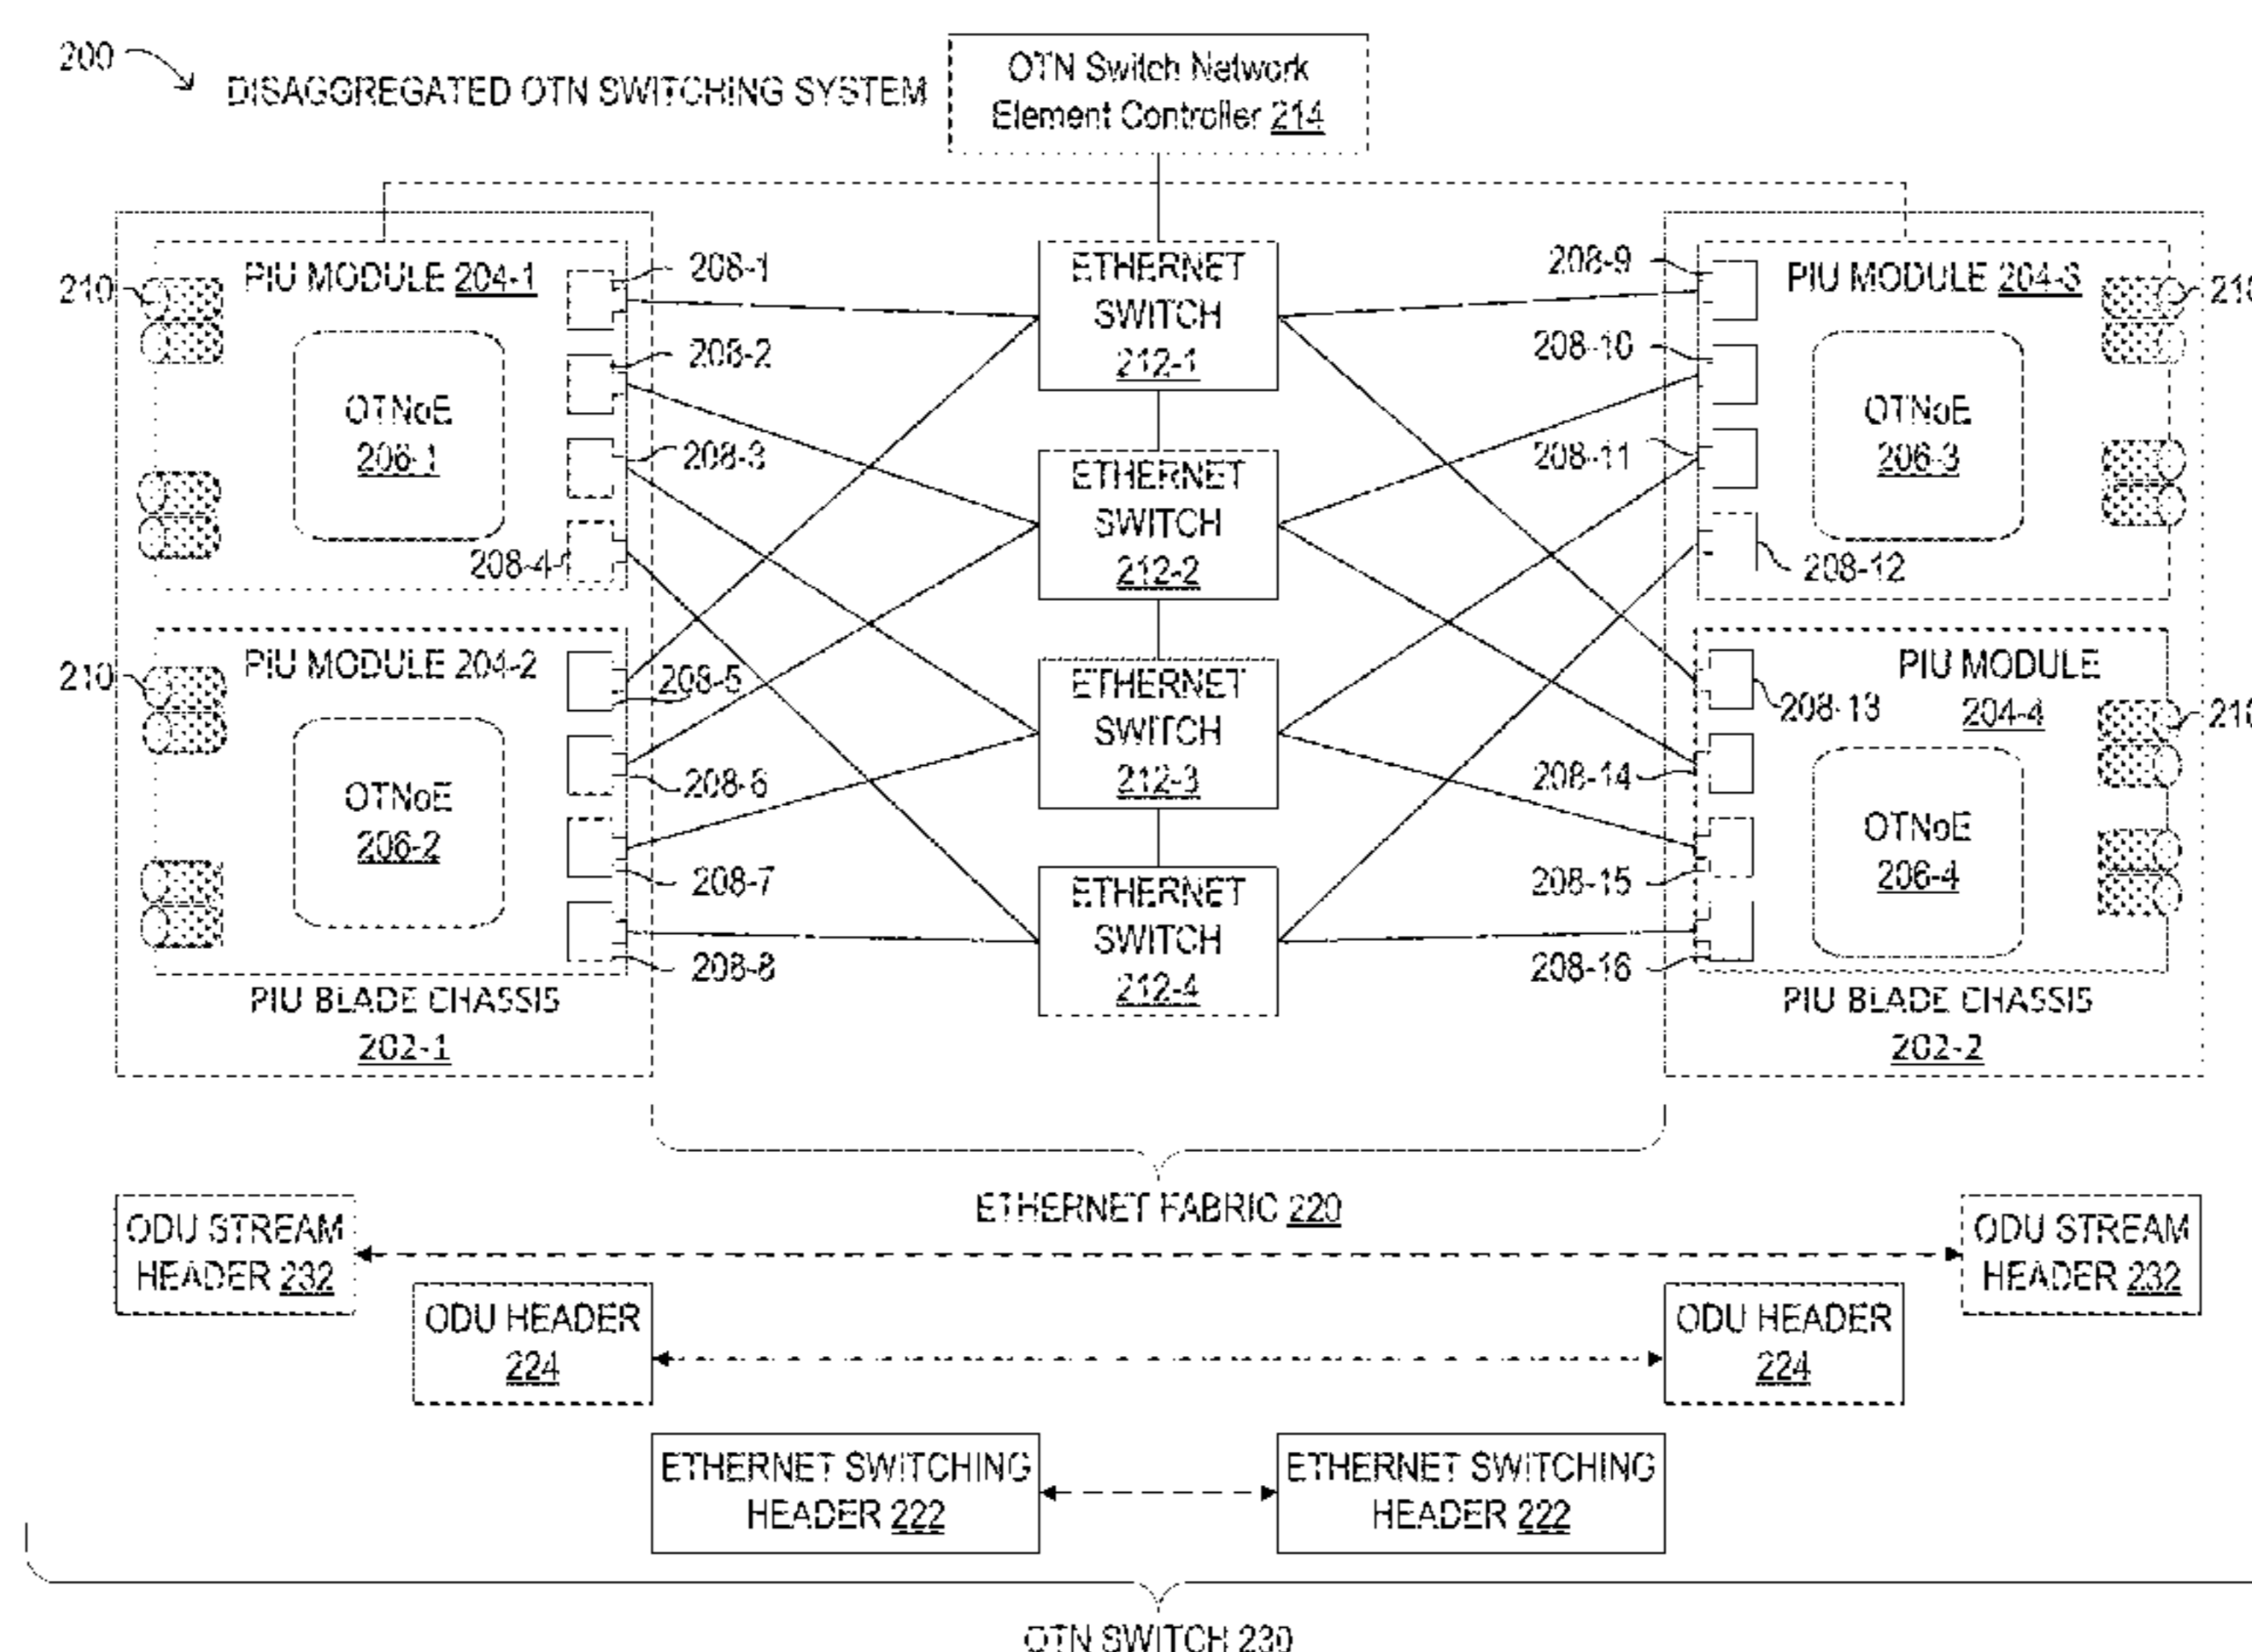 200
DISAGGREGATED OTN SWITCHING SYSTEM
OTN Switch Network
Element Controller 214
210
PIU MODULE 204-1
OTNoE
206-1
208-1
208-2
208-3
208-4
210
PIU MODULE 204-2
OTNoE
206-2
208-5
208-6
208-7
208-8
PIU BLADE CHASSIS
202-1
ETHERNET
SWITCH
212-1
ETHERNET
SWITCH
212-2
ETHERNET
SWITCH
212-3
ETHERNET
SWITCH
212-4
208-9
208-10
208-11
208-12
PIU MODULE 204-3
OTNoE
206-3
210
208-13
208-14
208-15
208-16
PIU MODULE
204-4
OTNoE
206-4
210
PIU BLADE CHASSIS
202-2
ETHERNET FABRIC 220
ODU STREAM
HEADER 232
ODU STREAM
HEADER 232
ODU HEADER
224
ODU HEADER
224
ETHERNET SWITCHING
HEADER 222
ETHERNET SWITCHING
HEADER 222
OTN SWITCH 230